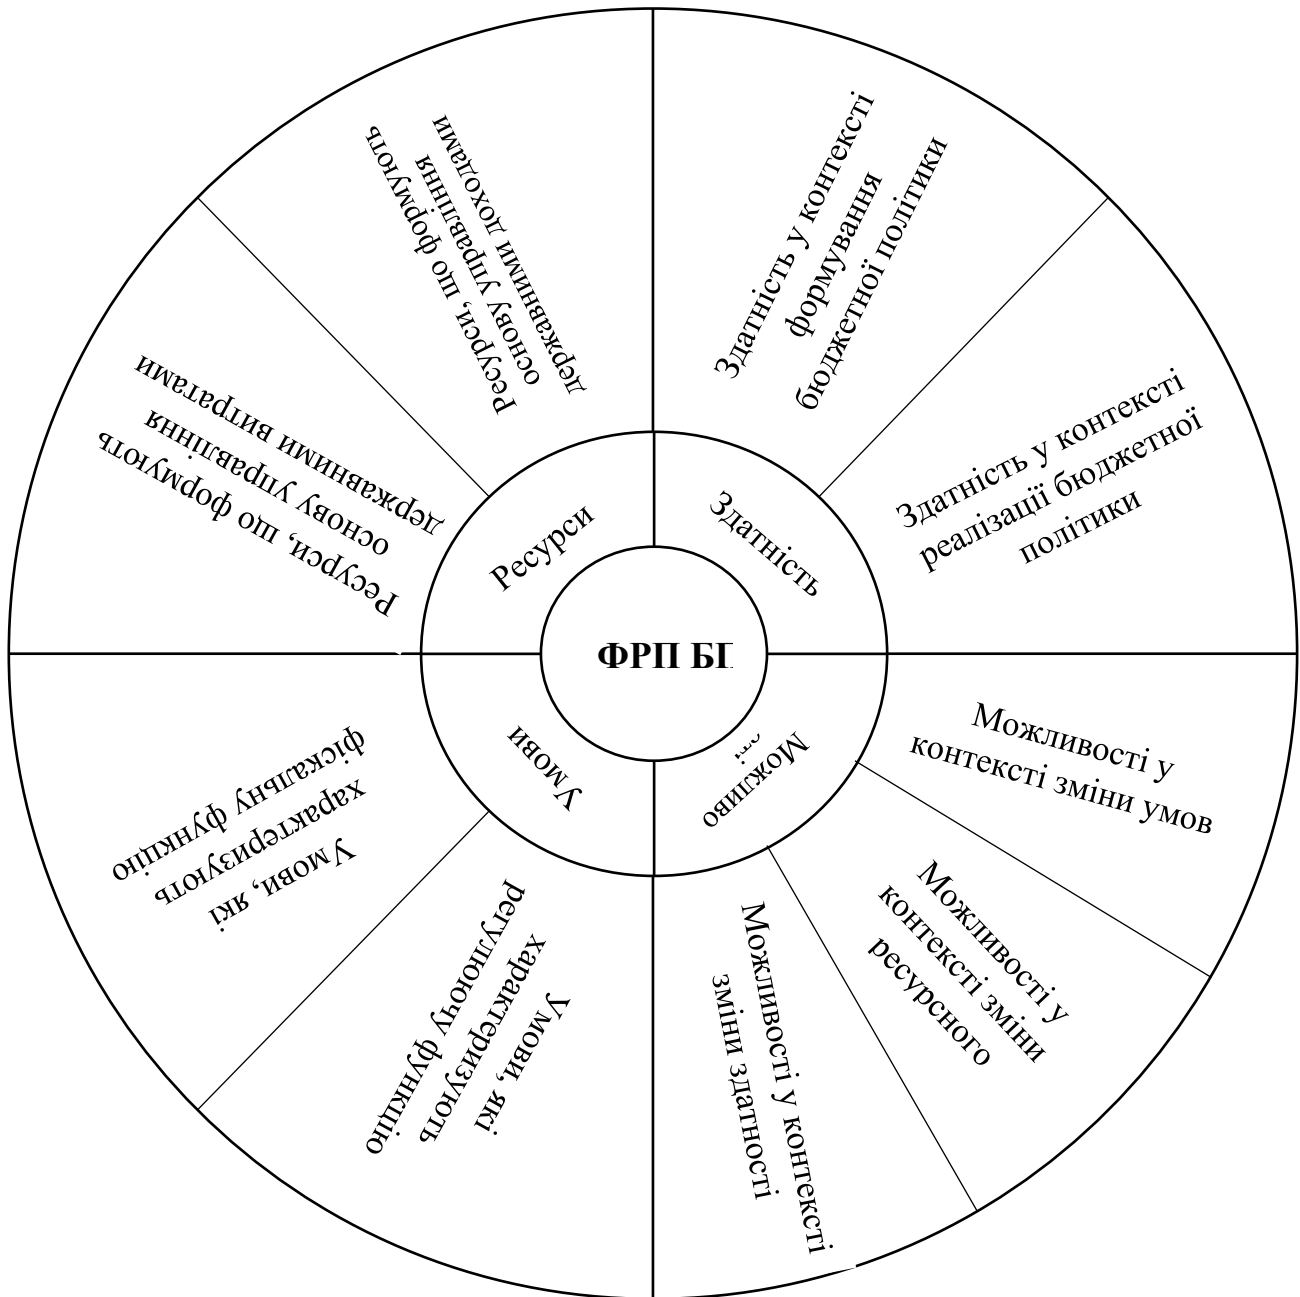 ФРП БП
Ресурси
Здатність
Можливо
Умови
Здатність у контексті
формування
бюджетної політики
Здатність у контексті
реалізації бюджетної
політики
Можливості у
контексті зміни умов
Можливості у
контексті зміни
ресурсного
Можливості у контексті
зміни здатності
Умови, які
характеризують
регулюючу функцію
Умови, які
характеризують
фіскальну функцію
Ресурси, що формують
основу управління
державними витратами
Ресурси, що формують
основу управління
державними доходами